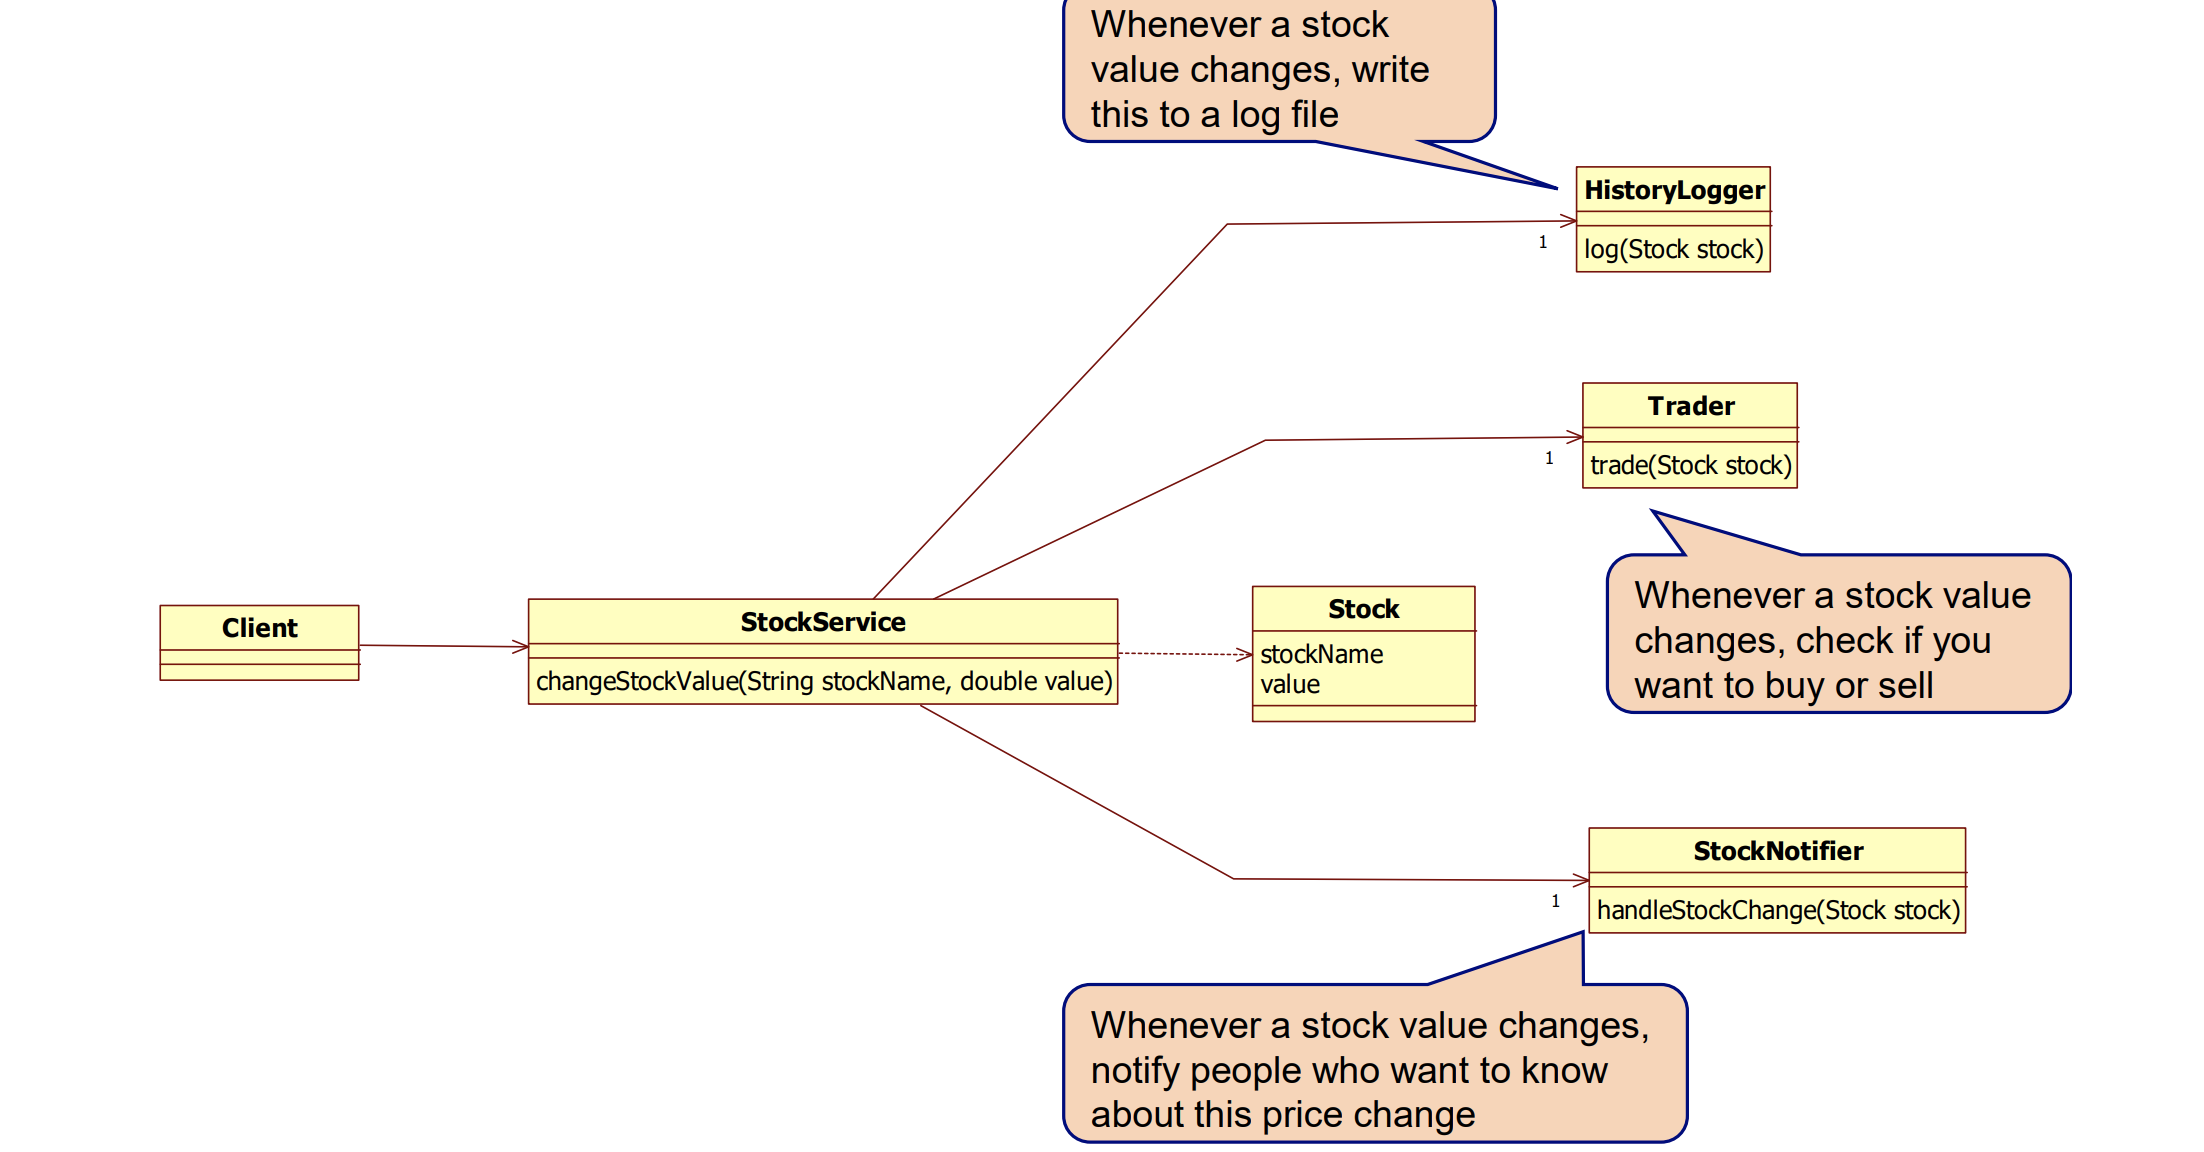 Whenever a stock
value changes, write
this to a log file
HistoryLogger
1
log(Stock stock)
Trader
1
trade(Stock stock)
Whenever a stock value
changes, check if you
want to buy or sell
Client
StockService
changeStockValue(String stockName, double value)
Stock
stockName
value
StockNotifier
1
handleStockChange(Stock stock)
Whenever a stock value changes,
notify people who want to know
about this price change